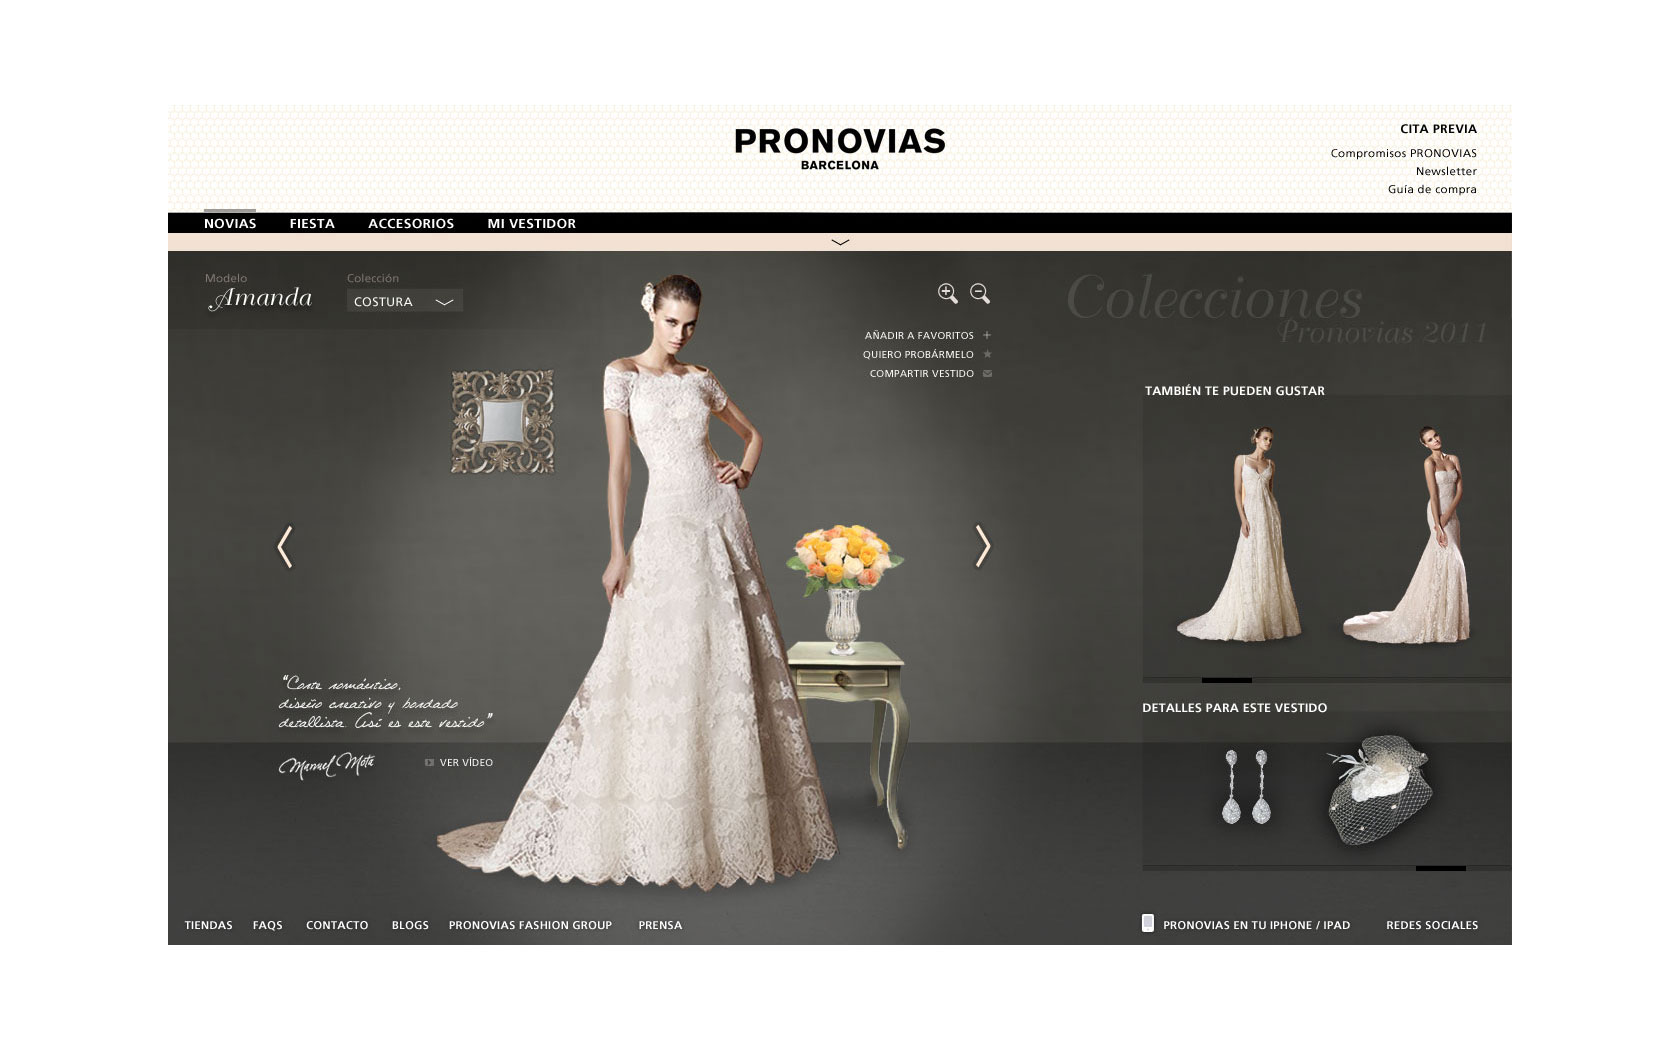 PRONOVIAS
BARCELONA
CITA PREVIA
Compromisos PRONOVIAS
Newsletter
Guía de compra
NOVIAS FIESTA ACCESORIOS MI VESTIDOR
Modelo
Amanda
Colección
COSTURA
AÑADIR A FAVORITOS
QUIERO PROBÁRMELO
COMPARTIR VESTIDO
Colecciones
Pronovias 2011
TAMBIÉN TE PUEDEN GUSTAR
"Corte romántico,
diseño creativo y bordado
detallista. Así es este vestido"
Manuel Mota
VER VÍDEO
DETALLES PARA ESTE VESTIDO
TIENDAS FAQS CONTACTO BLOGS PRONOVIAS FASHION GROUP PRENSA
PRONOVIAS EN TU IPHONE / IPAD REDES SOCIALES